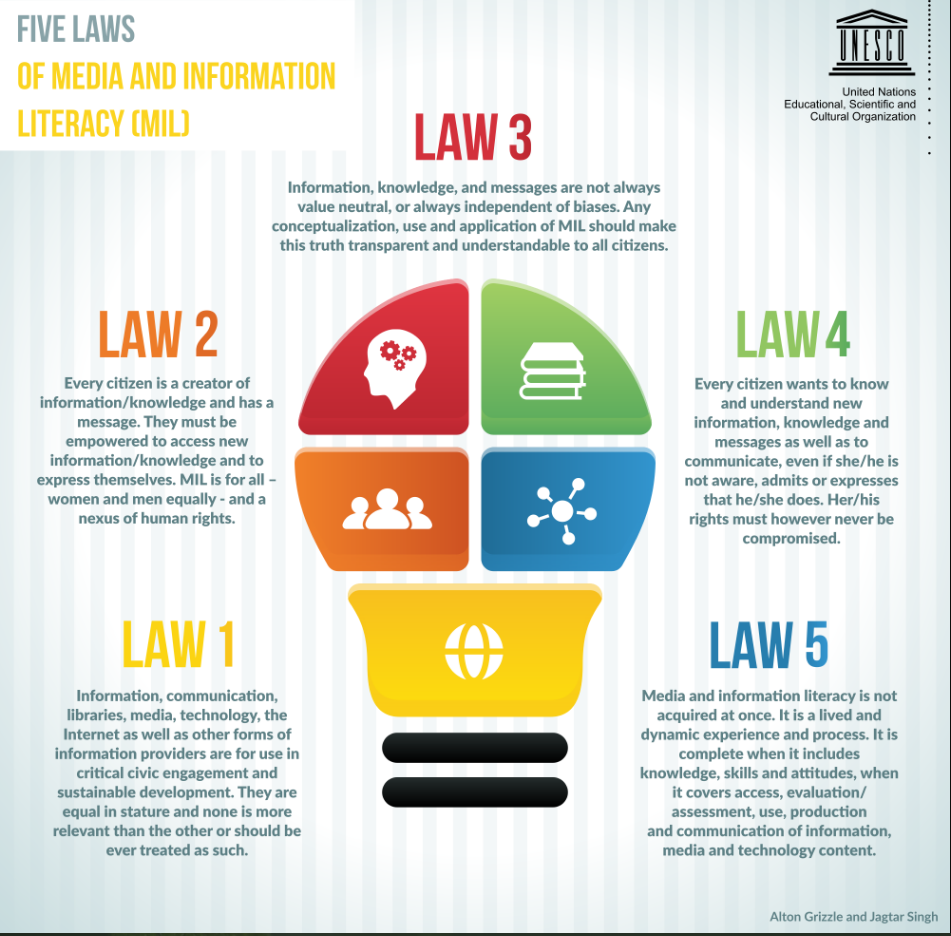 FIVE LAWS
OF MEDIA AND INFORMATION
LITERACY (MIL)
UNESCO
United Nations
Educational, Scientific and
Cultural Organization
LAW 3
Information, knowledge, and messages are not always
value neutral, or always independent of biases. Any
conceptualization, use and application of MIL should make
this truth transparent and understandable to all citizens.
LAW 2
Every citizen is a creator of
information/knowledge and has a
message. They must be
empowered to access new
information/knowledge and to
express themselves. MIL is for all –
women and men equally - and a
nexus of human rights.
LAW 4
Every citizen wants to know
and understand new
information, knowledge and
messages as well as to
communicate, even if she/he is
not aware, admits or expresses
that he/she does. Her/his
rights must however never be
compromised.
LAW 1
Information, communication,
libraries, media, technology, the
Internet as well as other forms of
information providers are for use in
critical civic engagement and
sustainable development. They are
equal in stature and none is more
relevant than the other or should be
ever treated as such.
LAW 5
Media and information literacy is not
acquired at once. It is a lived and
dynamic experience and process. It is
complete when it includes
knowledge, skills and attitudes, when
it covers access, evaluation/
assessment, use, production
and communication of information,
media and technology content.
Alton Grizzle and Jagtar Singh